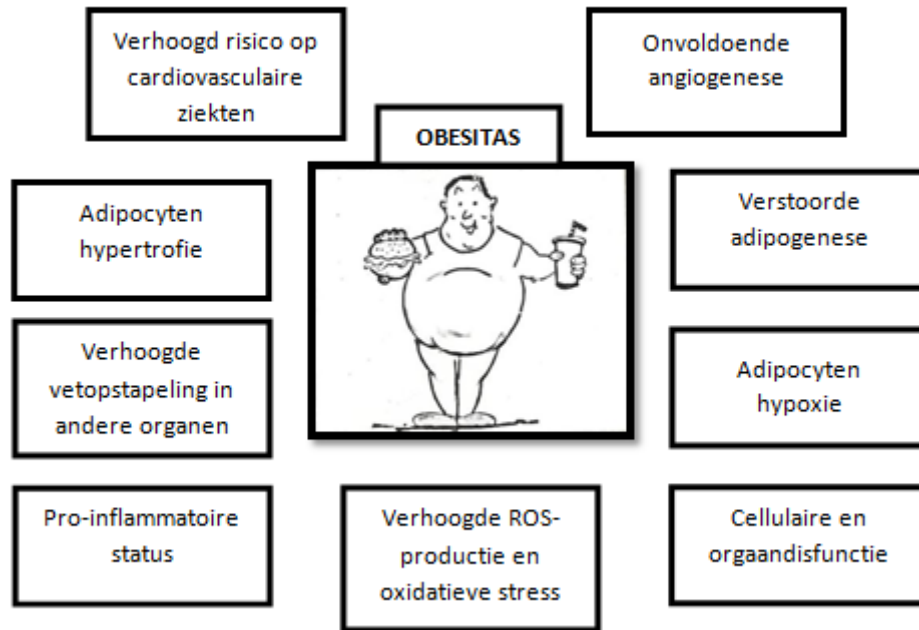 Verhoogd risico op
cardiovasculaire
ziekten
Onvoldoende
angiogenese
OBESITAS
Adipocyten
hypertrofie
Verstoorde
adipogenese
Verhoogde
vetopstapeling in
andere organen
Adipocyten
hypoxie
Pro-inflammatoire
status
Verhoogde ROS-
productie en
oxidatieve stress
Cellulaire en
orgaandisfunctie